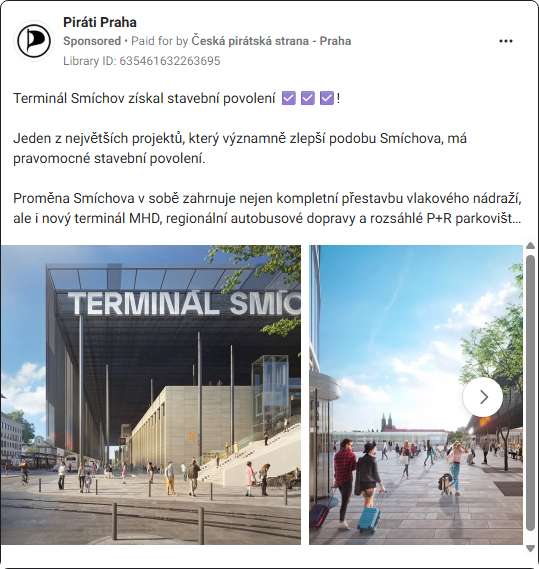 Piráti Praha
Sponsored • Paid for by Česká pirátská strana - Praha
Library ID: 635461632263695
Terminál Smíchov získal stavební povolení ☑️☑️☑️!
Jeden z největších projektů, který významně zlepší podobu Smíchova, má
pravomocné stavební povolení.
Proměna Smíchova v sobě zahrnuje nejen kompletní přestavbu vlakového nádraží,
ale i nový terminál MHD, regionální autobusové dopravy a rozsáhlé P+R parkovišt...
TERMINÁL SMÍC